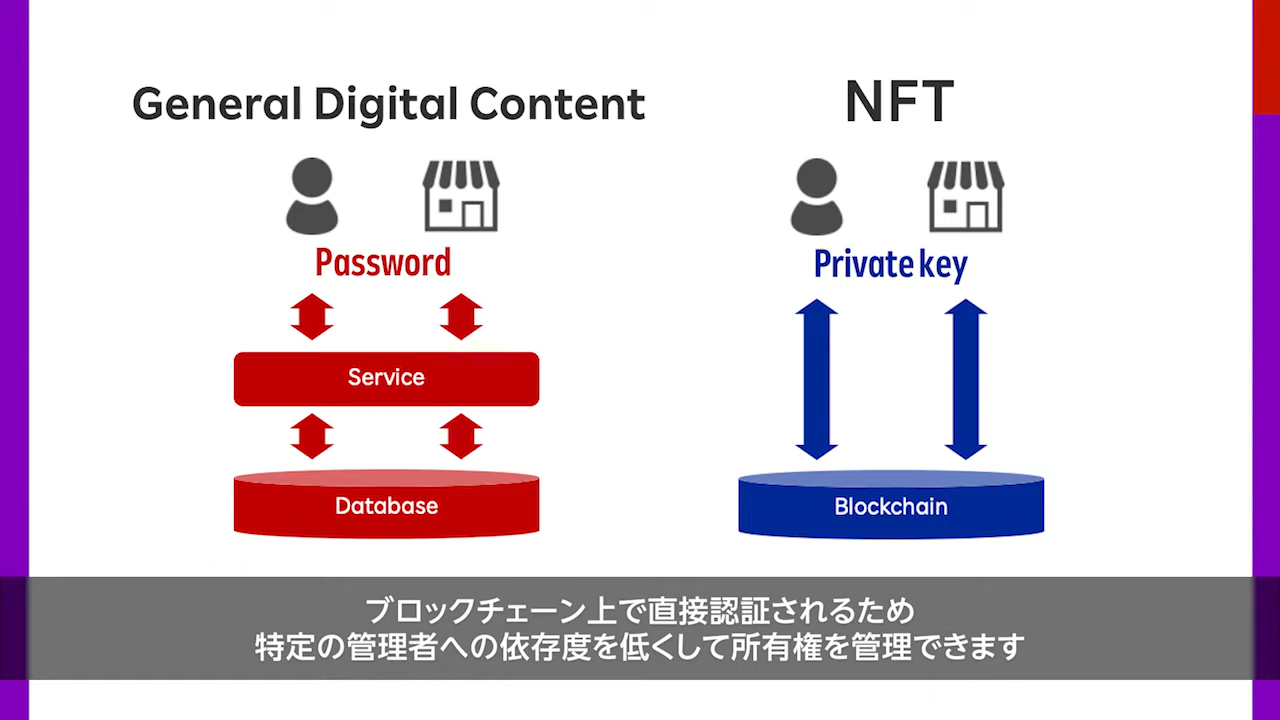 General Digital Content
NFT
Password
Private key
Service
Database
Blockchain
ブロックチェーン上で直接認証されるため
特定の管理者への依存度を低くして所有権を管理できます